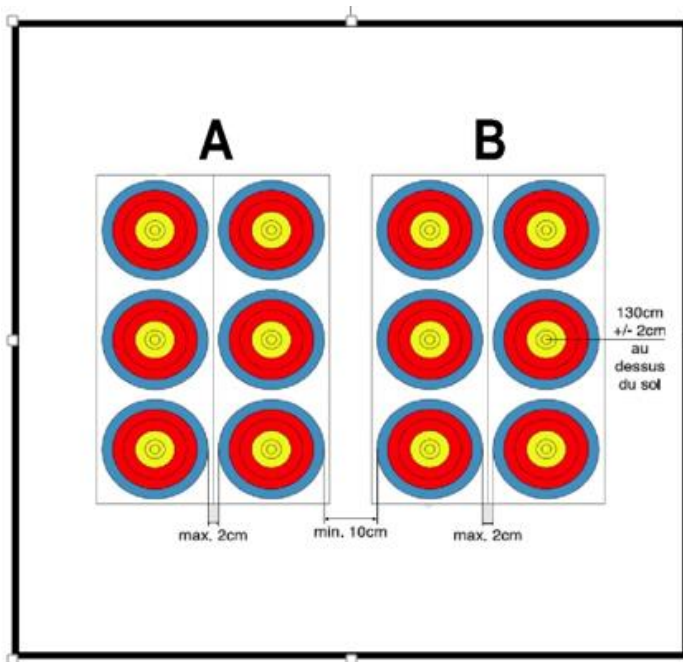 A
B
130cm
+/- 2cm
au
dessus
du sol
max. 2cm
min. 10cm
max. 2cm